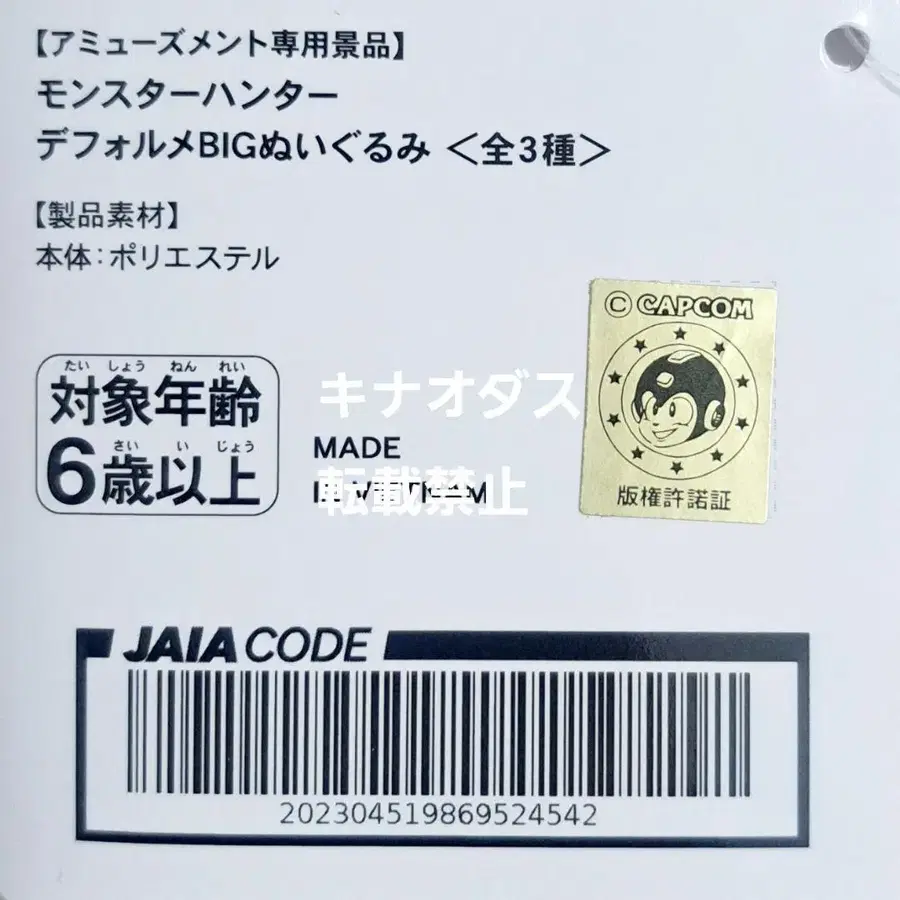 【アミューズメント専用景品】
モンスターハンター
デフォルメBIGぬいぐるみ <全3種>
【製品素材】
本体:ポリエステル
たいしょうねんれい
対象年齢
さいいじょう
6歳以上
キナオダス
MADE
IN VIETNAM
転載禁止
© CAPCOM
版権許諾証
JAIA CODE
202304519869524542